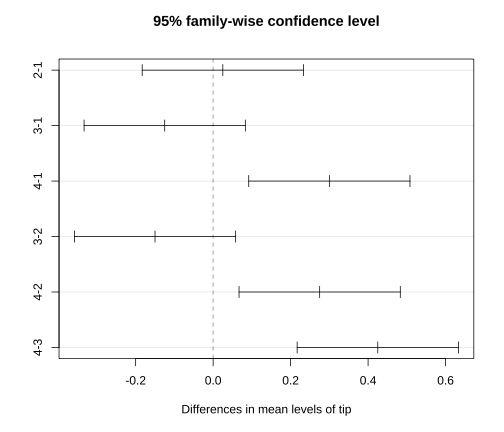 95% family-wise confidence level
2-1
3-1
4-1
3-2
4-2
4-3
-0.2 0.0 0.2 0.4 0.6
Differences in mean levels of tip